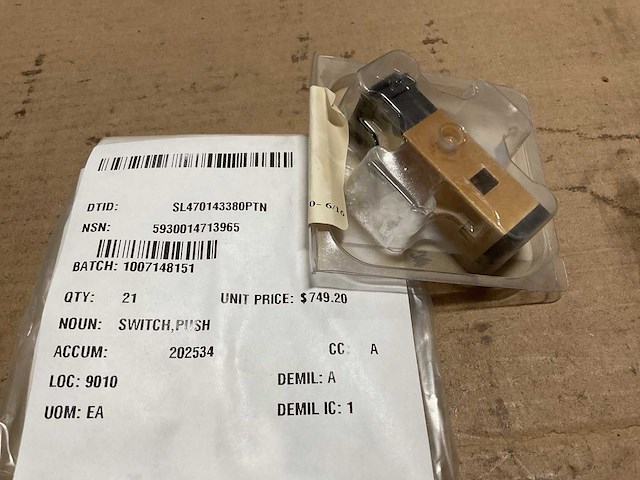 DTID: SL470143380PTN
NSN: 5930014713965
BATCH: 1007148151
QTY: 21 UNIT PRICE: $749.20
NOUN: SWITCH,PUSH
ACCUM: 202534 CC: A
LOC: 9010 DEMIL: A
UOM: EA DEMIL IC: 1